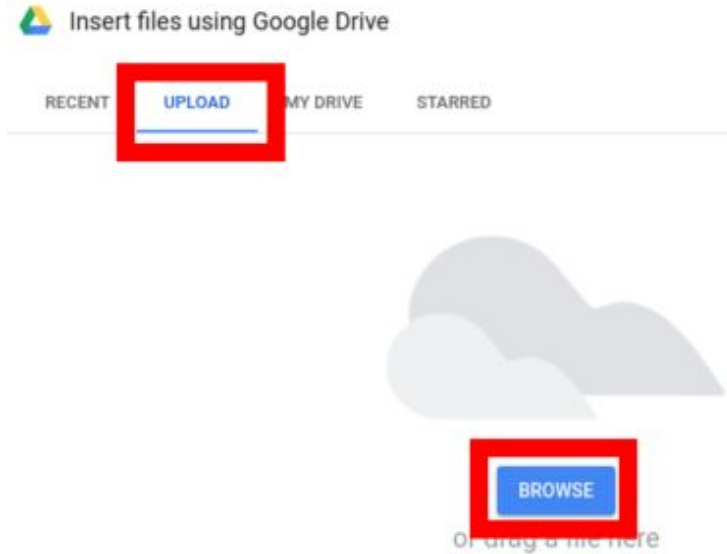 Insert files using Google Drive
RECENT UPLOAD MY DRIVE STARRED
BROWSE
or drag a file here